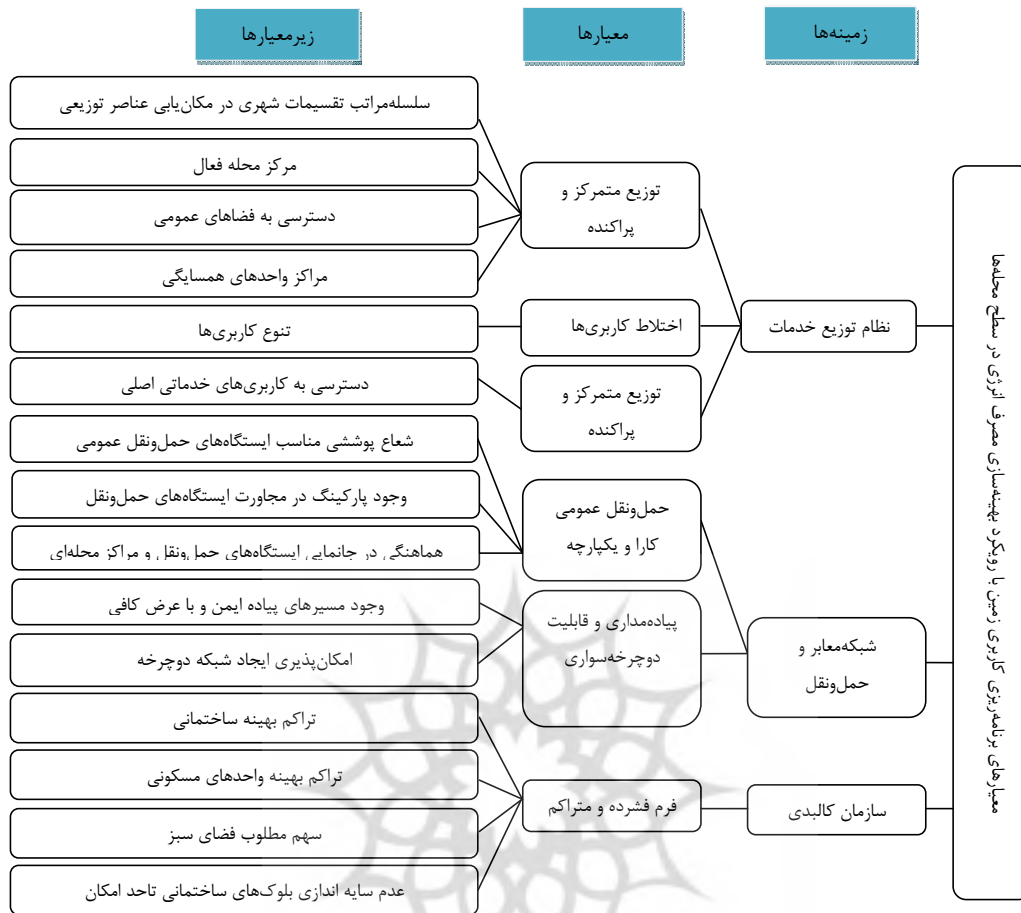 زمینه‌ها
معیارها
زیرمعیارها
معیارهای برنامه‌ریزی کاربری زمین با رویکرد بهینه‌سازی مصرف انرژی در سطح محله‌ها
نظام توزیع خدمات
توزیع متمرکز و
پراکنده
سلسله‌مراتب تقسیمات شهری در مکان‌یابی عناصر توزیعی
مرکز محله فعال
دسترسی به فضاهای عمومی
مراکز واحدهای همسایگی
اختلاط کاربری‌ها
تنوع کاربری‌ها
توزیع متمرکز و
پراکنده
دسترسی به کاربری‌های خدماتی اصلی
شبکه‌معابر و
حمل‌ونقل
حمل‌ونقل عمومی
کارا و یکپارچه
شعاع پوششی مناسب ایستگاه‌های حمل‌ونقل عمومی
وجود پارکینگ در مجاورت ایستگاه‌های حمل‌ونقل
هماهنگی در جانمایی ایستگاه‌های حمل‌ونقل و مراکز محله‌ای
پیاده‌مداری و قابلیت
دوچرخه‌سواری
وجود مسیرهای پیاده ایمن و با عرض کافی
امکان‌پذیری ایجاد شبکه دوچرخه
سازمان کالبدی
فرم فشرده و متراکم
تراکم بهینه ساختمانی
تراکم بهینه واحدهای مسکونی
سهم مطلوب فضای سبز
عدم سایه اندازی بلوک‌های ساختمانی تاحد امکان